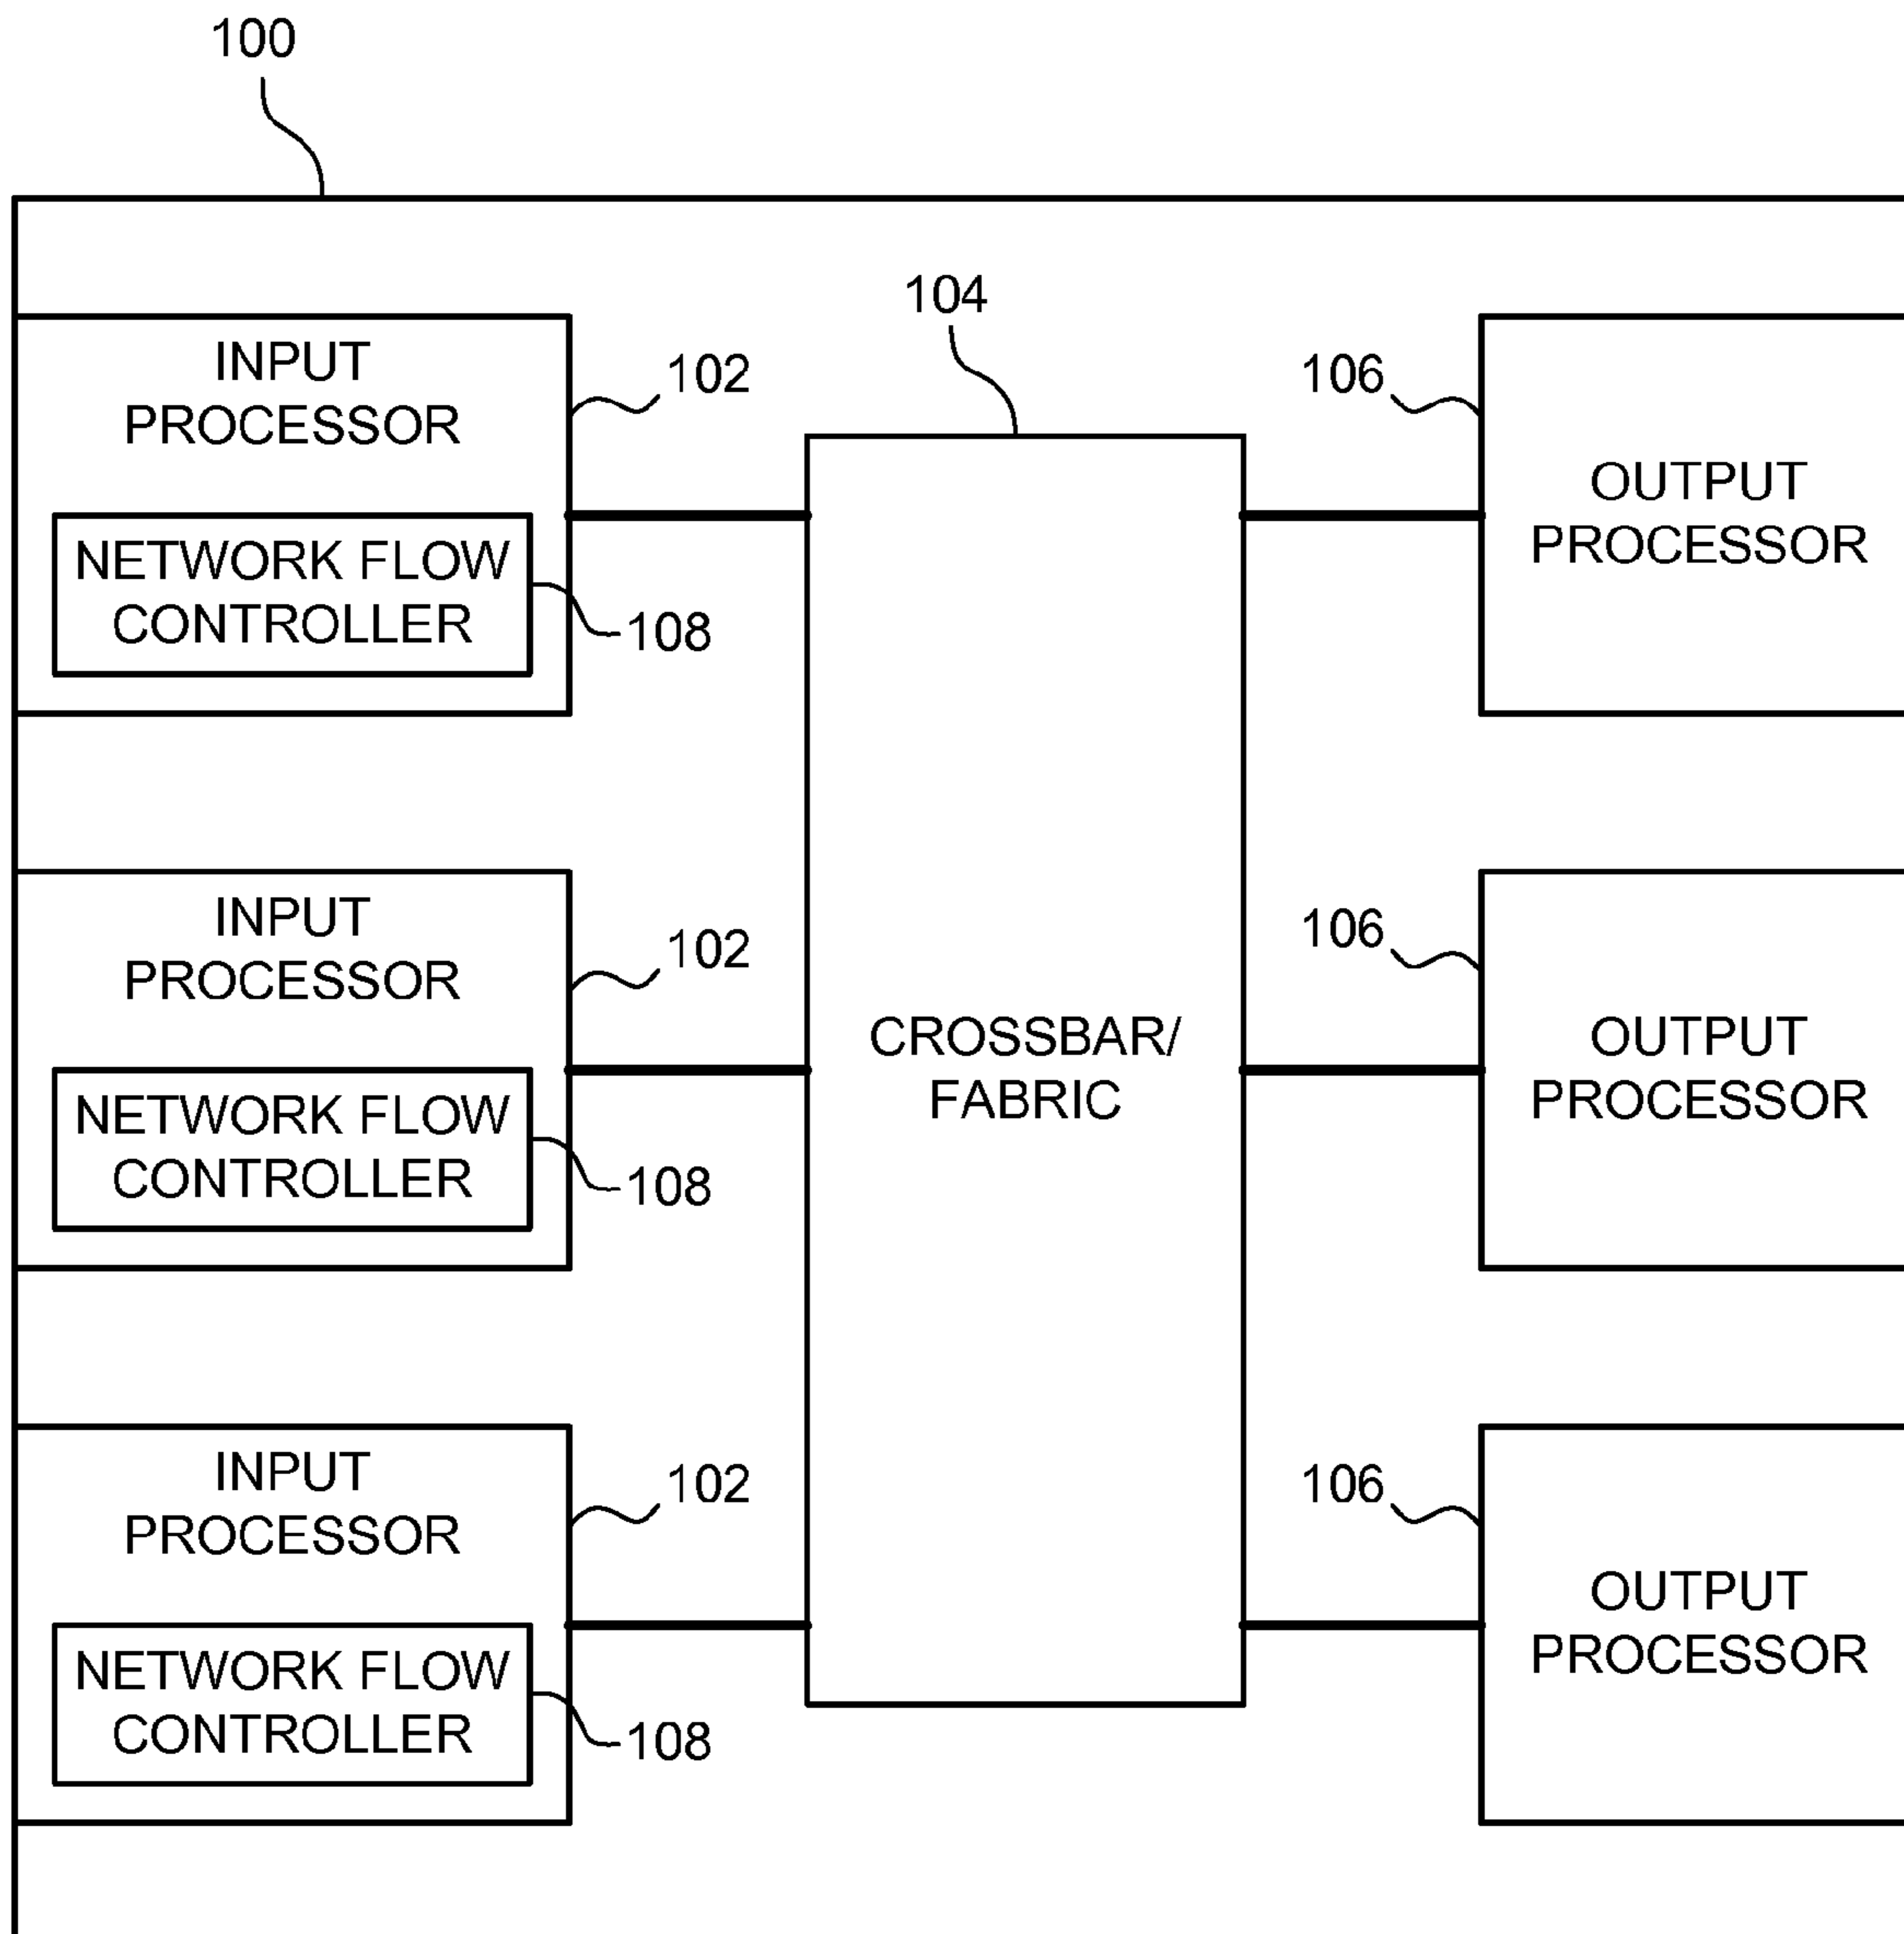 100
104
INPUT
PROCESSOR
102
NETWORK FLOW
CONTROLLER
108
106
OUTPUT
PROCESSOR
INPUT
PROCESSOR
102
NETWORK FLOW
CONTROLLER
108
CROSSBAR/
FABRIC
106
OUTPUT
PROCESSOR
INPUT
PROCESSOR
102
NETWORK FLOW
CONTROLLER
108
106
OUTPUT
PROCESSOR